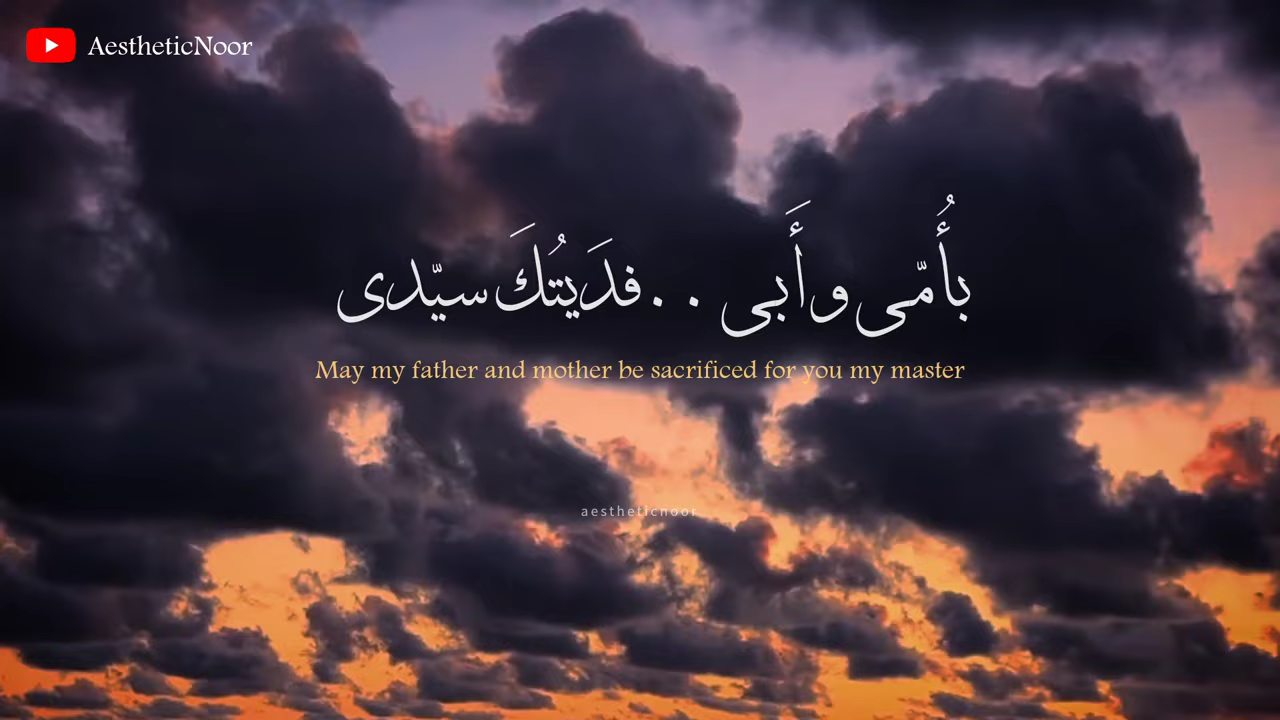 AestheticNoor
بأُمّى وأَبى . . فدَيتُكَ سيّدى
May my father and mother be sacrificed for you my master
aestheticnoor